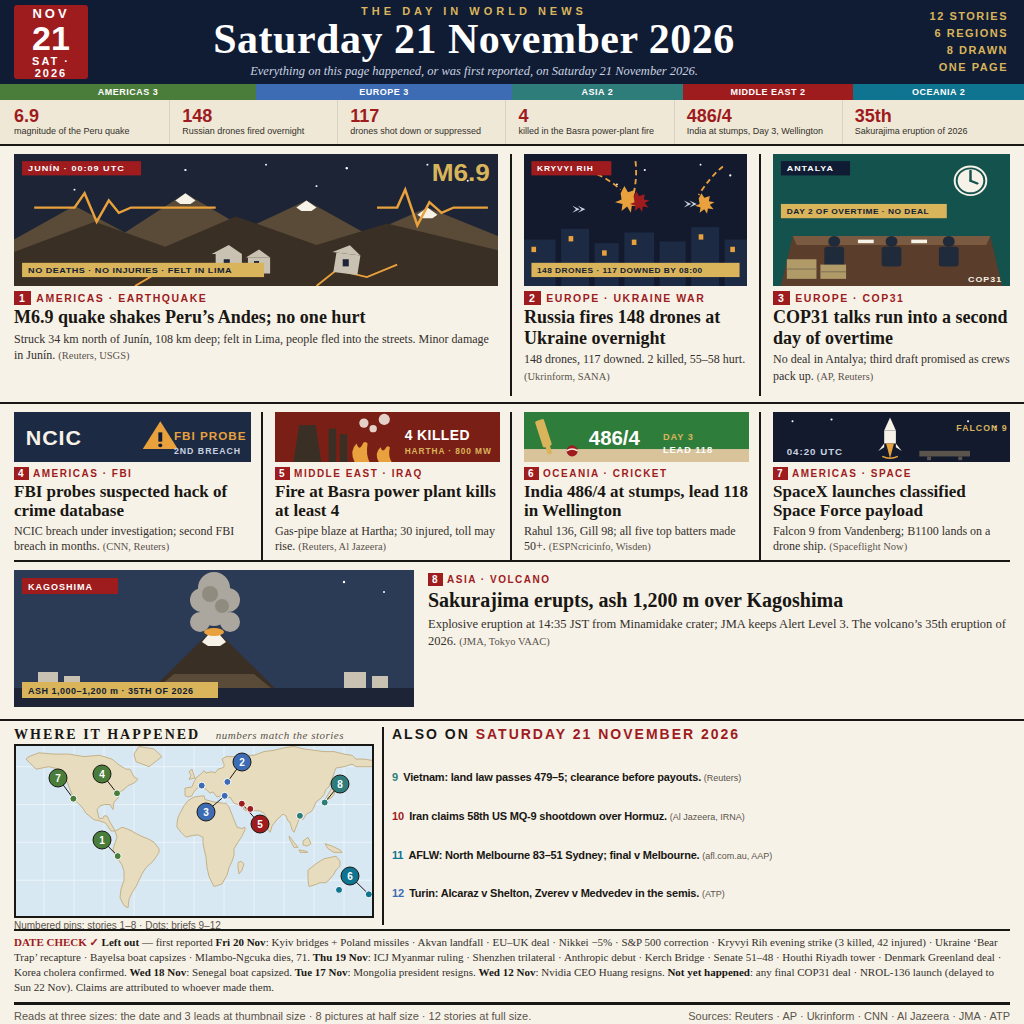 NOV
21
SAT ·
2026
THE DAY IN WORLD NEWS
Saturday 21 November 2026
Everything on this page happened, or was first reported, on Saturday 21 November 2026.
12 STORIES
6 REGIONS
8 DRAWN
ONE PAGE
AMERICAS 3
EUROPE 3
ASIA 2
MIDDLE EAST 2
OCEANIA 2
6.9
magnitude of the Peru quake
148
Russian drones fired overnight
117
drones shot down or suppressed
4
killed in the Basra power-plant fire
486/4
India at stumps, Day 3, Wellington
35th
Sakurajima eruption of 2026
JUNÍN · 00:09 UTC
M6.9
NO DEATHS · NO INJURIES · FELT IN LIMA
1 AMERICAS · EARTHQUAKE
M6.9 quake shakes Peru’s Andes; no one hurt
Struck 34 km north of Junín, 108 km deep; felt in Lima, people fled into the streets. Minor damage
in Junín. (Reuters, USGS)
KRYVYI RIH
148 DRONES · 117 DOWNED BY 08:00
2 EUROPE · UKRAINE WAR
Russia fires 148 drones at
Ukraine overnight
148 drones, 117 downed. 2 killed, 55–58 hurt.
(Ukrinform, SANA)
ANTALYA
DAY 2 OF OVERTIME · NO DEAL
COP31
3 EUROPE · COP31
COP31 talks run into a second
day of overtime
No deal in Antalya; third draft promised as crews
pack up. (AP, Reuters)
NCIC
FBI PROBE
2ND BREACH
4 AMERICAS · FBI
FBI probes suspected hack of
crime database
NCIC breach under investigation; second FBI
breach in months. (CNN, Reuters)
4 KILLED
HARTHA · 800 MW
5 MIDDLE EAST · IRAQ
Fire at Basra power plant kills
at least 4
Gas-pipe blaze at Hartha; 30 injured, toll may
rise. (Reuters, Al Jazeera)
486/4
DAY 3
LEAD 118
6 OCEANIA · CRICKET
India 486/4 at stumps, lead 118
in Wellington
Rahul 136, Gill 98; all five top batters made
50+. (ESPNcricinfo, Wisden)
04:20 UTC
FALCON 9
7 AMERICAS · SPACE
SpaceX launches classified
Space Force payload
Falcon 9 from Vandenberg; B1100 lands on a
drone ship. (Spaceflight Now)
KAGOSHIMA
ASH 1,000–1,200 m · 35TH OF 2026
8 ASIA · VOLCANO
Sakurajima erupts, ash 1,200 m over Kagoshima
Explosive eruption at 14:35 JST from Minamidake crater; JMA keeps Alert Level 3. The volcano’s 35th eruption of
2026. (JMA, Tokyo VAAC)
WHERE IT HAPPENED numbers match the stories
7
4
2
8
3
5
1
6
Numbered pins: stories 1–8 · Dots: briefs 9–12
ALSO ON SATURDAY 21 NOVEMBER 2026
9 Vietnam: land law passes 479–5; clearance before payouts. (Reuters)
10 Iran claims 58th US MQ-9 shootdown over Hormuz. (Al Jazeera, IRNA)
11 AFLW: North Melbourne 83–51 Sydney; final v Melbourne. (afl.com.au, AAP)
12 Turin: Alcaraz v Shelton, Zverev v Medvedev in the semis. (ATP)
DATE CHECK ✓ Left out — first reported Fri 20 Nov: Kyiv bridges + Poland missiles · Akvan landfall · EU–UK deal · Nikkei −5% · S&P 500 correction · Kryvyi Rih evening strike (3 killed, 42 injured) · Ukraine ‘Bear
Trap’ recapture · Bayelsa boat capsizes · Mlambo-Ngcuka dies, 71. Thu 19 Nov: ICJ Myanmar ruling · Shenzhen trilateral · Anthropic debut · Kerch Bridge · Senate 51–48 · Houthi Riyadh tower · Denmark Greenland deal ·
Korea cholera confirmed. Wed 18 Nov: Senegal boat capsized. Tue 17 Nov: Mongolia president resigns. Wed 12 Nov: Nvidia CEO Huang resigns. Not yet happened: any final COP31 deal · NROL-136 launch (delayed to
Sun 22 Nov). Claims are attributed to whoever made them.
Reads at three sizes: the date and 3 leads at thumbnail size · 8 pictures at half size · 12 stories at full size.
Sources: Reuters · AP · Ukrinform · CNN · Al Jazeera · JMA · ATP